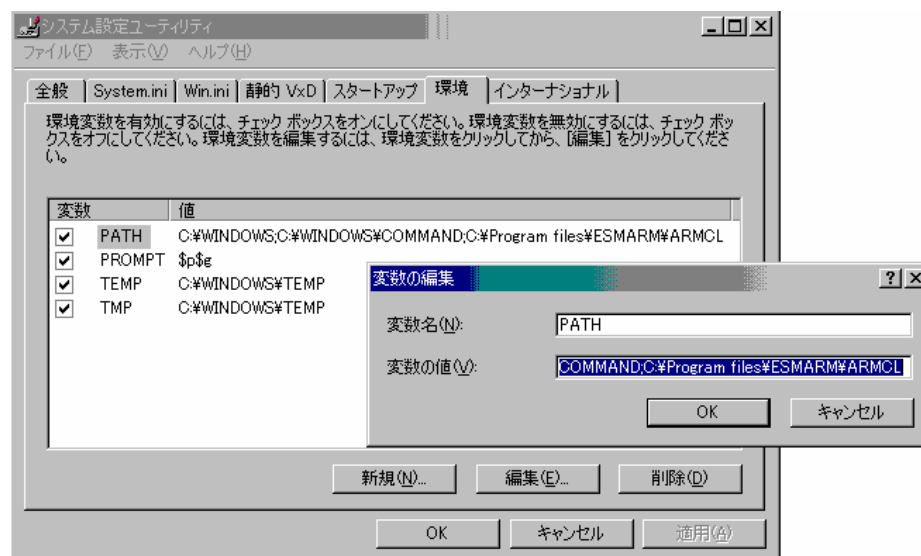 システム設定ユーティリティ
ファイル(F) 表示(V) ヘルプ(H)
全般 System.ini Win.ini 静的 VxD スタートアップ 環境 インターナショナル
環境変数を有効にするには、チェック ボックスをオンにしてください。環境変数を無効にするには、チェック ボッ
クスをオフにしてください。環境変数を編集するには、環境変数をクリックしてから、[編集] をクリックしてくださ
い。
変数 値
PATH C:¥WINDOWS;C:¥WINDOWS¥COMMAND;C:¥Program files¥ESMARM¥ARMCL
PROMPT $p$g
TEMP C:¥WINDOWS¥TEMP
TMP C:¥WINDOWS¥TEMP
変数の編集
変数名(N): PATH
変数の値(V): COMMAND;C:¥Program files¥ESMARM¥ARMCL
OK キャンセル
新規(N)... 編集(E)... 削除(D)
OK キャンセル 適用(A)